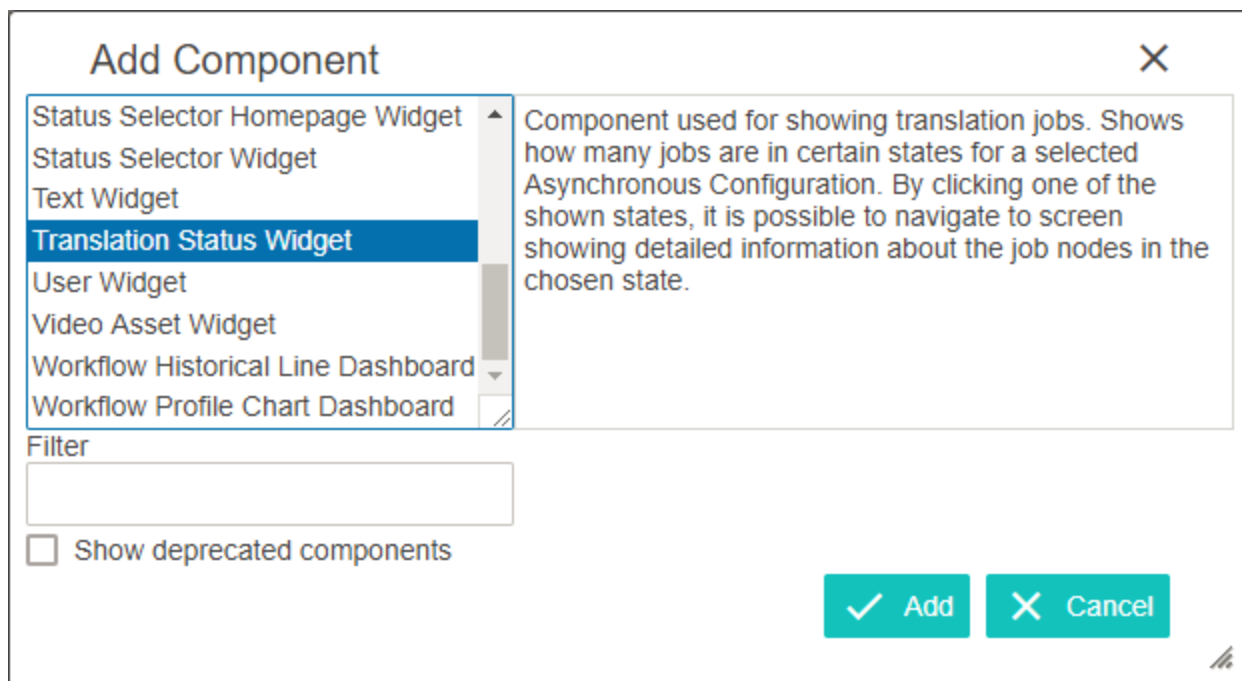 Add Component
Status Selector Homepage Widget
Status Selector Widget
Text Widget
Translation Status Widget
User Widget
Video Asset Widget
Workflow Historical Line Dashboard
Workflow Profile Chart Dashboard
Component used for showing translation jobs. Shows
how many jobs are in certain states for a selected
Asynchronous Configuration. By clicking one of the
shown states, it is possible to navigate to screen
showing detailed information about the job nodes in the
chosen state.
Filter
Show deprecated components
Add
Cancel